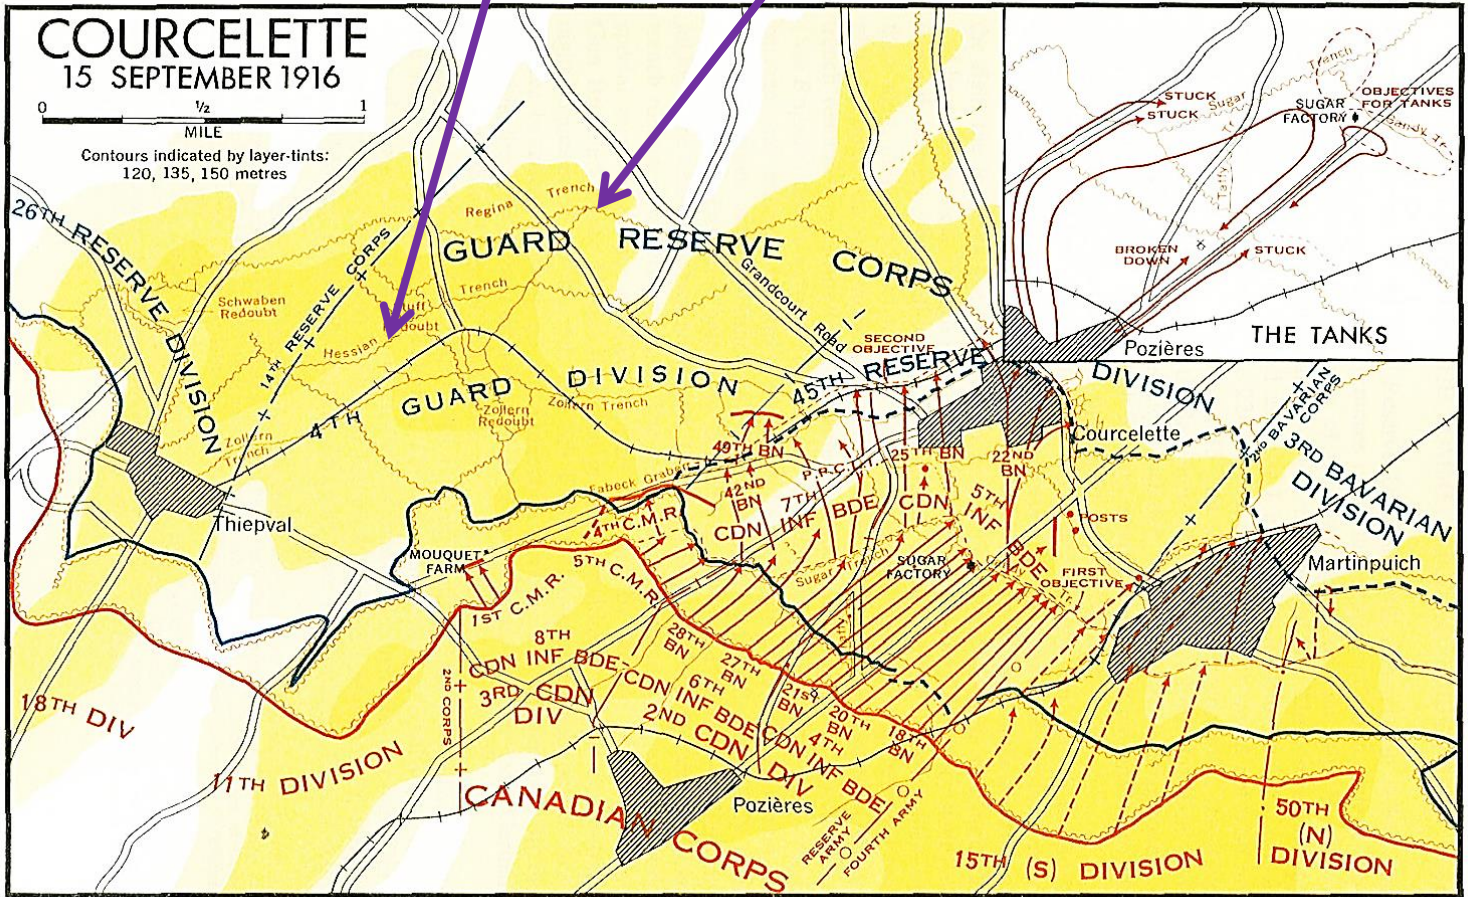 COURCELETTE
15 SEPTEMBER 1916
0 ½ 1
MILE
Contours indicated by layer-tints:
120, 135, 150 metres
26TH RESERVE DIVISION
14TH RESERVE CORPS
GUARD RESERVE CORPS
Regina Trench
Schwaben
Redoubt
Hessian
Trench
Redoubt
4TH GUARD DIVISION
Zollern
Redoubt
Zollern Trench
Zollern
Trench
Grandcourt Road
SECOND
OBJECTIVE
45TH RESERVE DIVISION
Courcelette
2ND BAVARIAN
CORPS
3RD BAVARIAN
DIVISION
Martinpuich
Thiepval
MOUQUET
FARM
Fabeck Graben
49TH BN
42ND
BN
P.P.C.L.I.
25TH BN
22ND
BN
7TH CDN INF BDE
5TH CDN INF BDE
4TH C.M.R.
5TH C.M.R.
1ST C.M.R.
Sugar Trench
SUGAR
FACTORY
POSTS
FIRST
OBJECTIVE
Tr.
8TH
CDN INF BDE
3RD CDN
DIV
28TH
BN
27TH
BN
21ST
BN
20TH
BN
18TH
BN
6TH
CDN INF BDE
4TH
CDN INF BDE
2ND
CDN DIV
2ND CORPS
CANADIAN CORPS
18TH DIV
11TH DIVISION
Pozières
RESERVE
ARMY
FOURTH ARMY
15TH (S) DIVISION
50TH
(N)
DIVISION
STUCK
STUCK
Sugar Trench
SUGAR
FACTORY
OBJECTIVES
FOR TANKS
Candy Tr.
Taffy Tr.
BROKEN
DOWN
STUCK
THE TANKS
Pozières